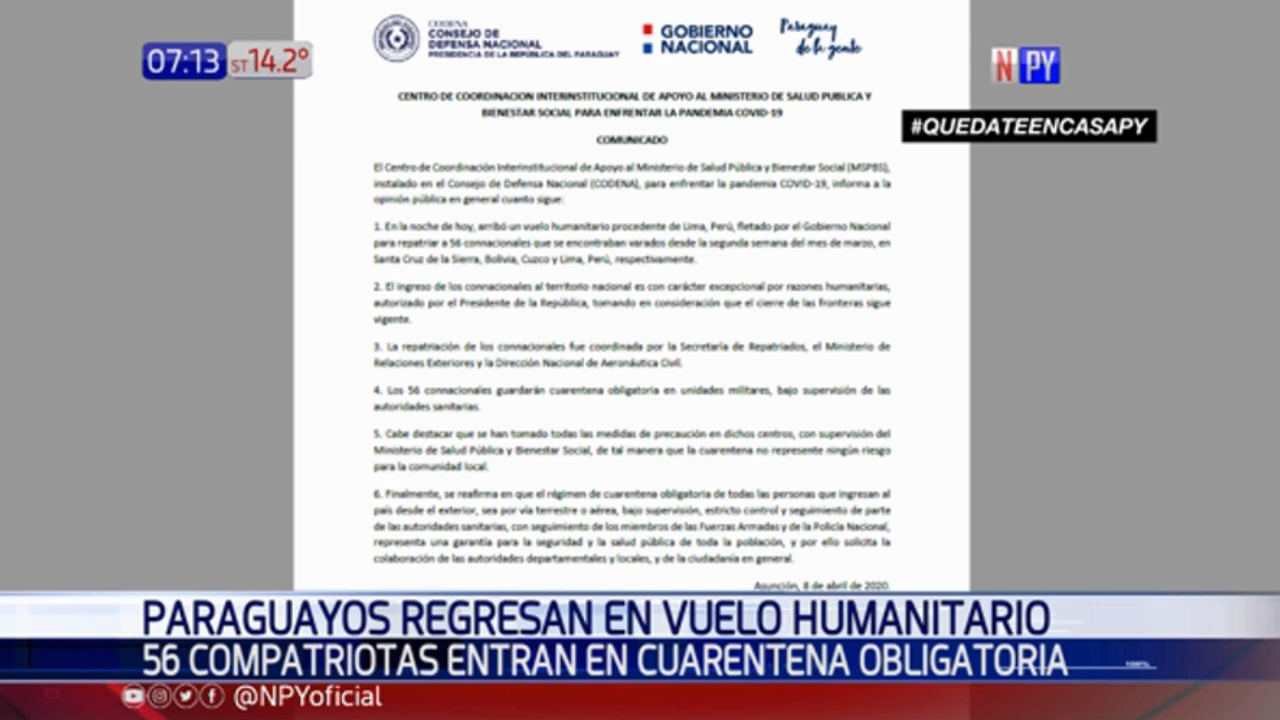 CODENA
CONSEJO DE
DEFENSA NACIONAL
PRESIDENCIA DE LA REPÚBLICA DEL PARAGUAY
GOBIERNO
NACIONAL
Paraguay
de la gente
07:13 ST 14.2°
NPY
#QUEDATEENCASAPY
CENTRO DE COORDINACION INTERINSTITUCIONAL DE APOYO AL MINISTERIO DE SALUD PUBLICA Y
BIENESTAR SOCIAL PARA ENFRENTAR LA PANDEMIA COVID-19
COMUNICADO
El Centro de Coordinación Interinstitucional de Apoyo al Ministerio de Salud Pública y Bienestar Social (MSPBS),
instalado en el Consejo de Defensa Nacional (CODENA), para enfrentar la pandemia COVID-19, informa a la
opinión pública en general cuanto sigue:
1. En la noche de hoy, arribó un vuelo humanitario procedente de Lima, Perú, fletado por el Gobierno Nacional
para repatriar a 56 connacionales que se encontraban varados desde la segunda semana del mes de marzo, en
Santa Cruz de la Sierra, Bolivia, Cuzco y Lima, Perú, respectivamente.
2. El ingreso de los connacionales al territorio nacional es con carácter excepcional por razones humanitarias,
autorizado por el Presidente de la República, tomando en consideración que el cierre de las fronteras sigue
vigente.
3. La repatriación de los connacionales fue coordinada por la Secretaría de Repatriados, el Ministerio de
Relaciones Exteriores y la Dirección Nacional de Aeronáutica Civil.
4. Los 56 connacionales guardarán cuarentena obligatoria en unidades militares, bajo supervisión de las
autoridades sanitarias.
5. Cabe destacar que se han tomado todas las medidas de precaución en dichos centros, con supervisión del
Ministerio de Salud Pública y Bienestar Social, de tal manera que la cuarentena no represente ningún riesgo
para la comunidad local.
6. Finalmente, se reafirma en que el régimen de cuarentena obligatoria de todas las personas que ingresan al
país desde el exterior, sea por vía terrestre o aérea, bajo supervisión, estricto control y seguimiento de parte
de las autoridades sanitarias, con seguimiento de los miembros de las Fuerzas Armadas y de la Policía Nacional,
representa una garantía para la seguridad y la salud pública de toda la población, y por ello solicita la
colaboración de las autoridades departamentales y locales, y de la ciudadanía en general.
Asunción, 8 de abril de 2020.
PARAGUAYOS REGRESAN EN VUELO HUMANITARIO
56 COMPATRIOTAS ENTRAN EN CUARENTENA OBLIGATORIA
@NPYoficial